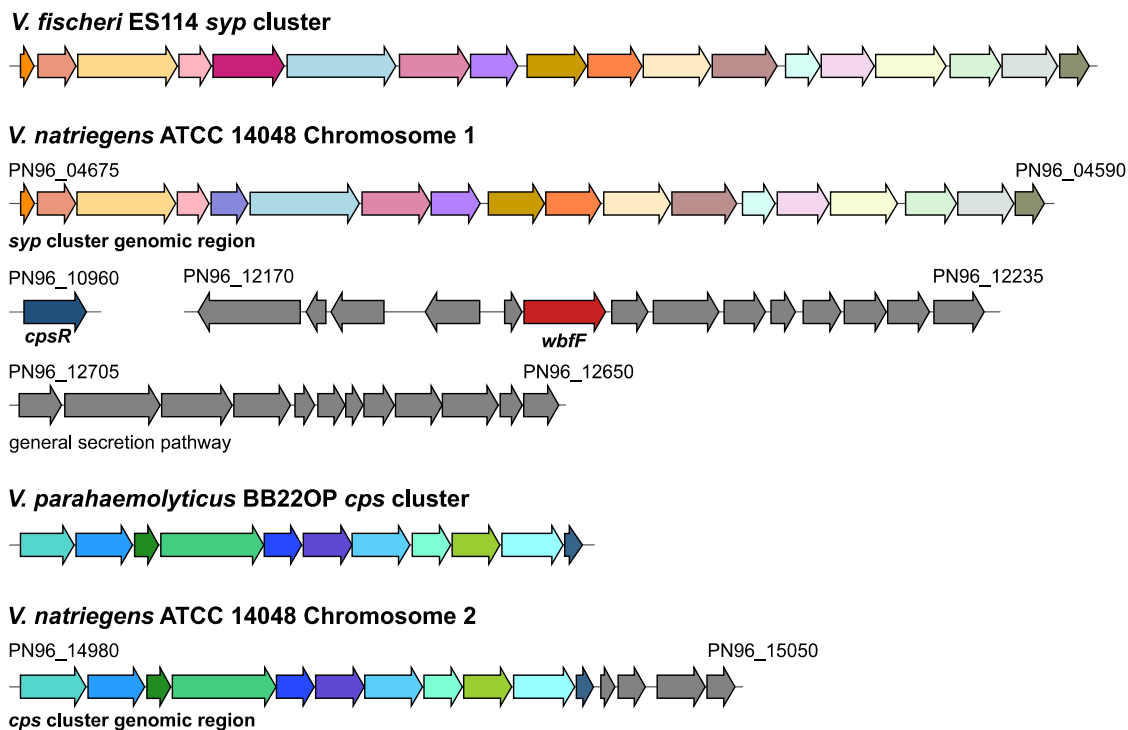 V. fischeri ES114 syp cluster
V. natriegens ATCC 14048 Chromosome 1
PN96_04675 PN96_04590
syp cluster genomic region
PN96_10960 PN96_12170 PN96_12235
cpsR wbfF
PN96_12705 PN96_12650
general secretion pathway
V. parahaemolyticus BB22OP cps cluster
V. natriegens ATCC 14048 Chromosome 2
PN96_14980 PN96_15050
cps cluster genomic region